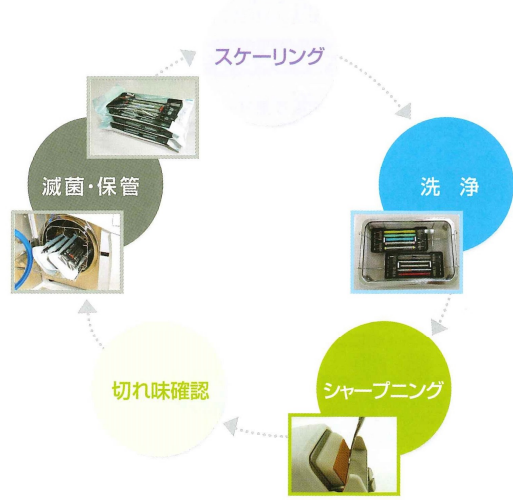 スケーリング
洗 浄
シャープニング
切れ味確認
滅菌・保管